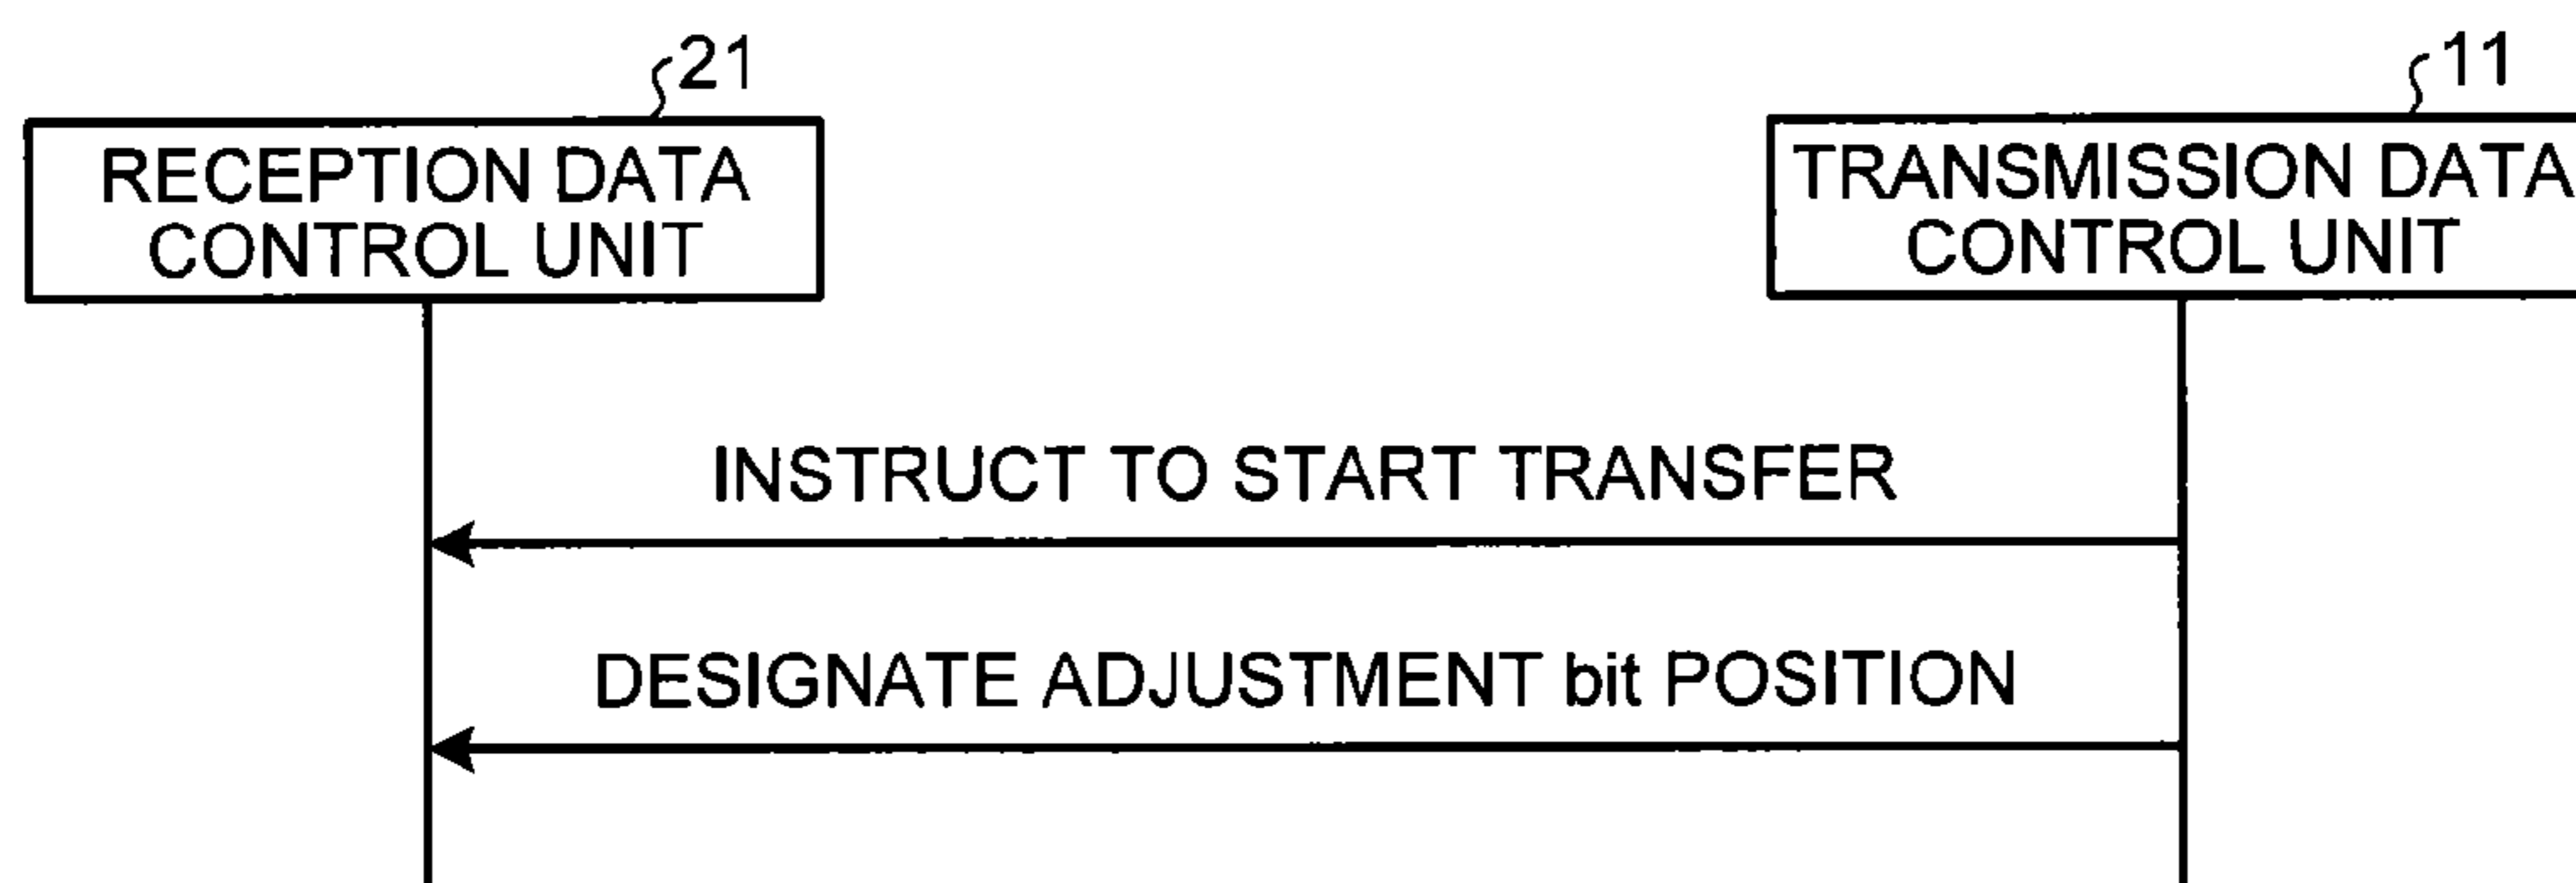 21
RECEPTION DATA
CONTROL UNIT
11
TRANSMISSION DATA
CONTROL UNIT
INSTRUCT TO START TRANSFER
DESIGNATE ADJUSTMENT bit POSITION